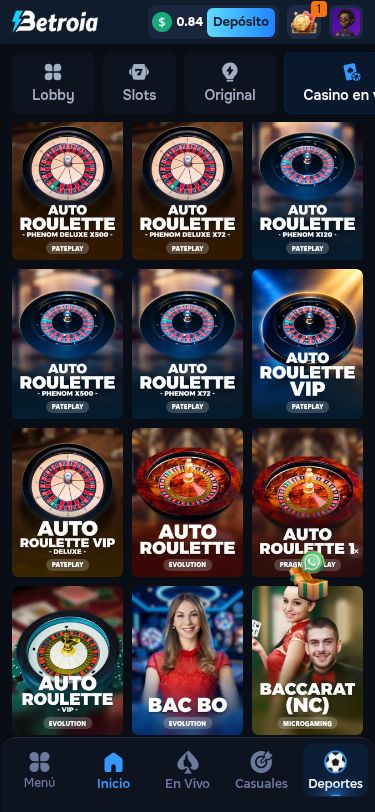 Betroia
$ 0.84 Depósito
1
Lobby
Slots
Original
Casino en v
AUTO
ROULETTE
- PHENOM DELUXE X500 -
PATEPLAY
AUTO
ROULETTE
- PHENOM DELUXE X72 -
PATEPLAY
AUTO
ROULETTE
- PHENOM X120 -
PATEPLAY
AUTO
ROULETTE
- PHENOM X500 -
PATEPLAY
AUTO
ROULETTE
- PHENOM X72 -
PATEPLAY
AUTO
ROULETTE
VIP
PATEPLAY
AUTO
ROULETTE VIP
- DELUXE -
PATEPLAY
AUTO
ROULETTE
EVOLUTION
AUTO
ROULETTE 1
AUTO
ROULETTE
- VIP -
EVOLUTION
BAC BO
EVOLUTION
BACCARAT
(NC)
MICROGAMING
Menú
Inicio
En Vivo
Casuales
Deportes